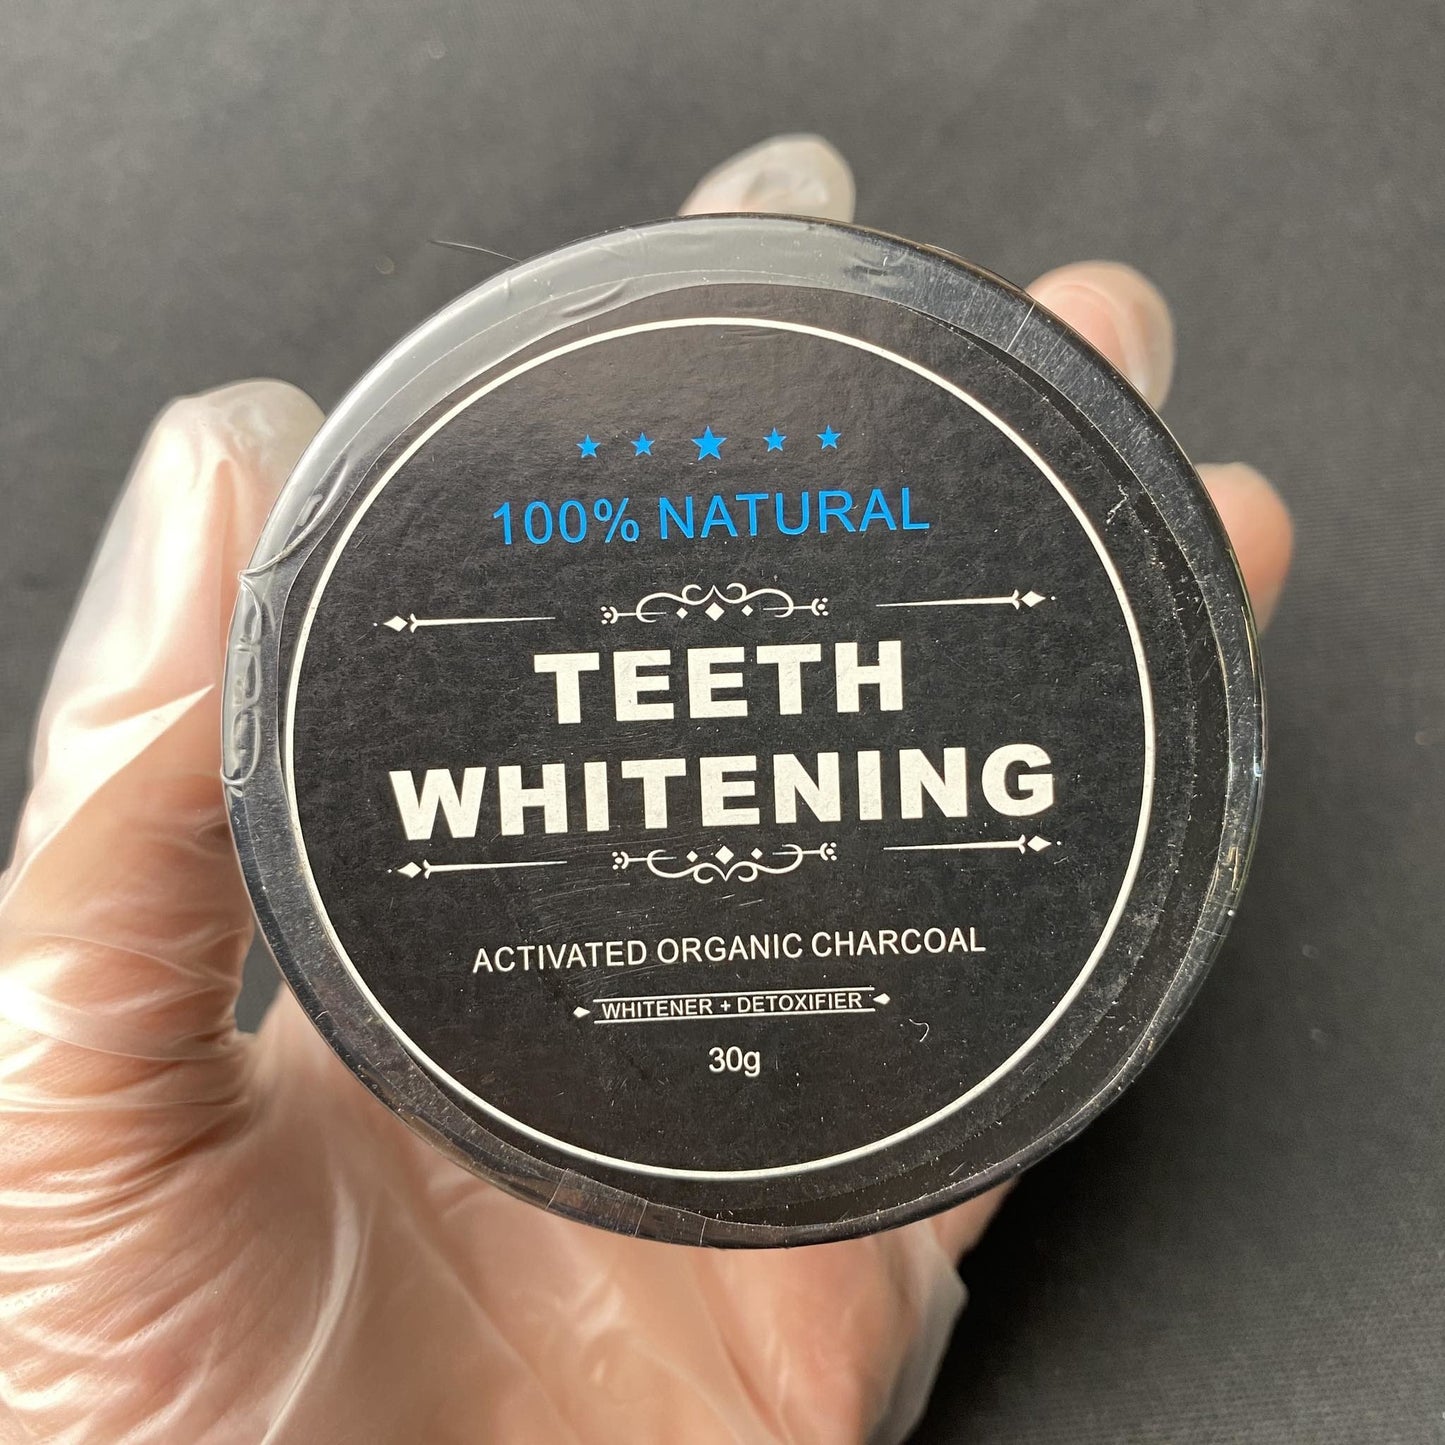 100% NATURAL
TEETH
WHITENING
ACTIVATED ORGANIC CHARCOAL
WHITENER + DETOXIFIER
30g